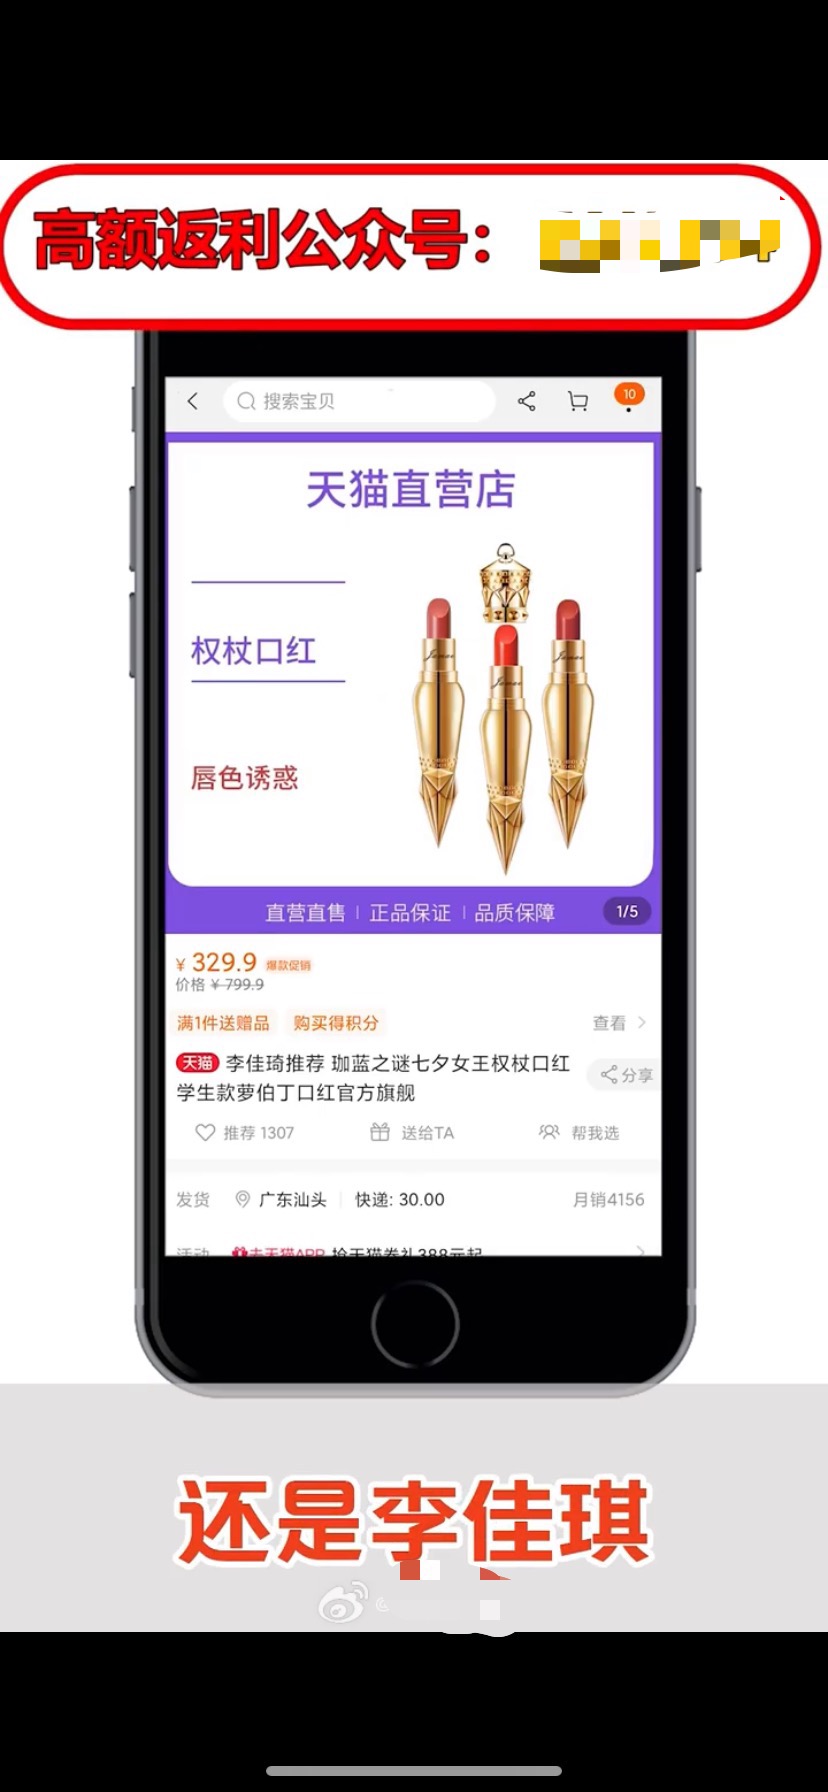 高额返利公众号：
搜索宝贝
10
天猫直营店
权杖口红
唇色诱惑
直营直售 | 正品保证 | 品质保障
1/5
¥ 329.9 爆款促销
价格 ¥ 799.9
满1件送赠品 购买得积分 查看
天猫 李佳琦推荐 珈蓝之谜七夕女王权杖口红
学生款萝伯丁口红官方旗舰
分享
推荐 1307 送给TA 帮我选
发货 广东汕头 快递: 30.00 月销4156
活动 去天猫APP 抢天猫券礼388元起
还是李佳琪
@